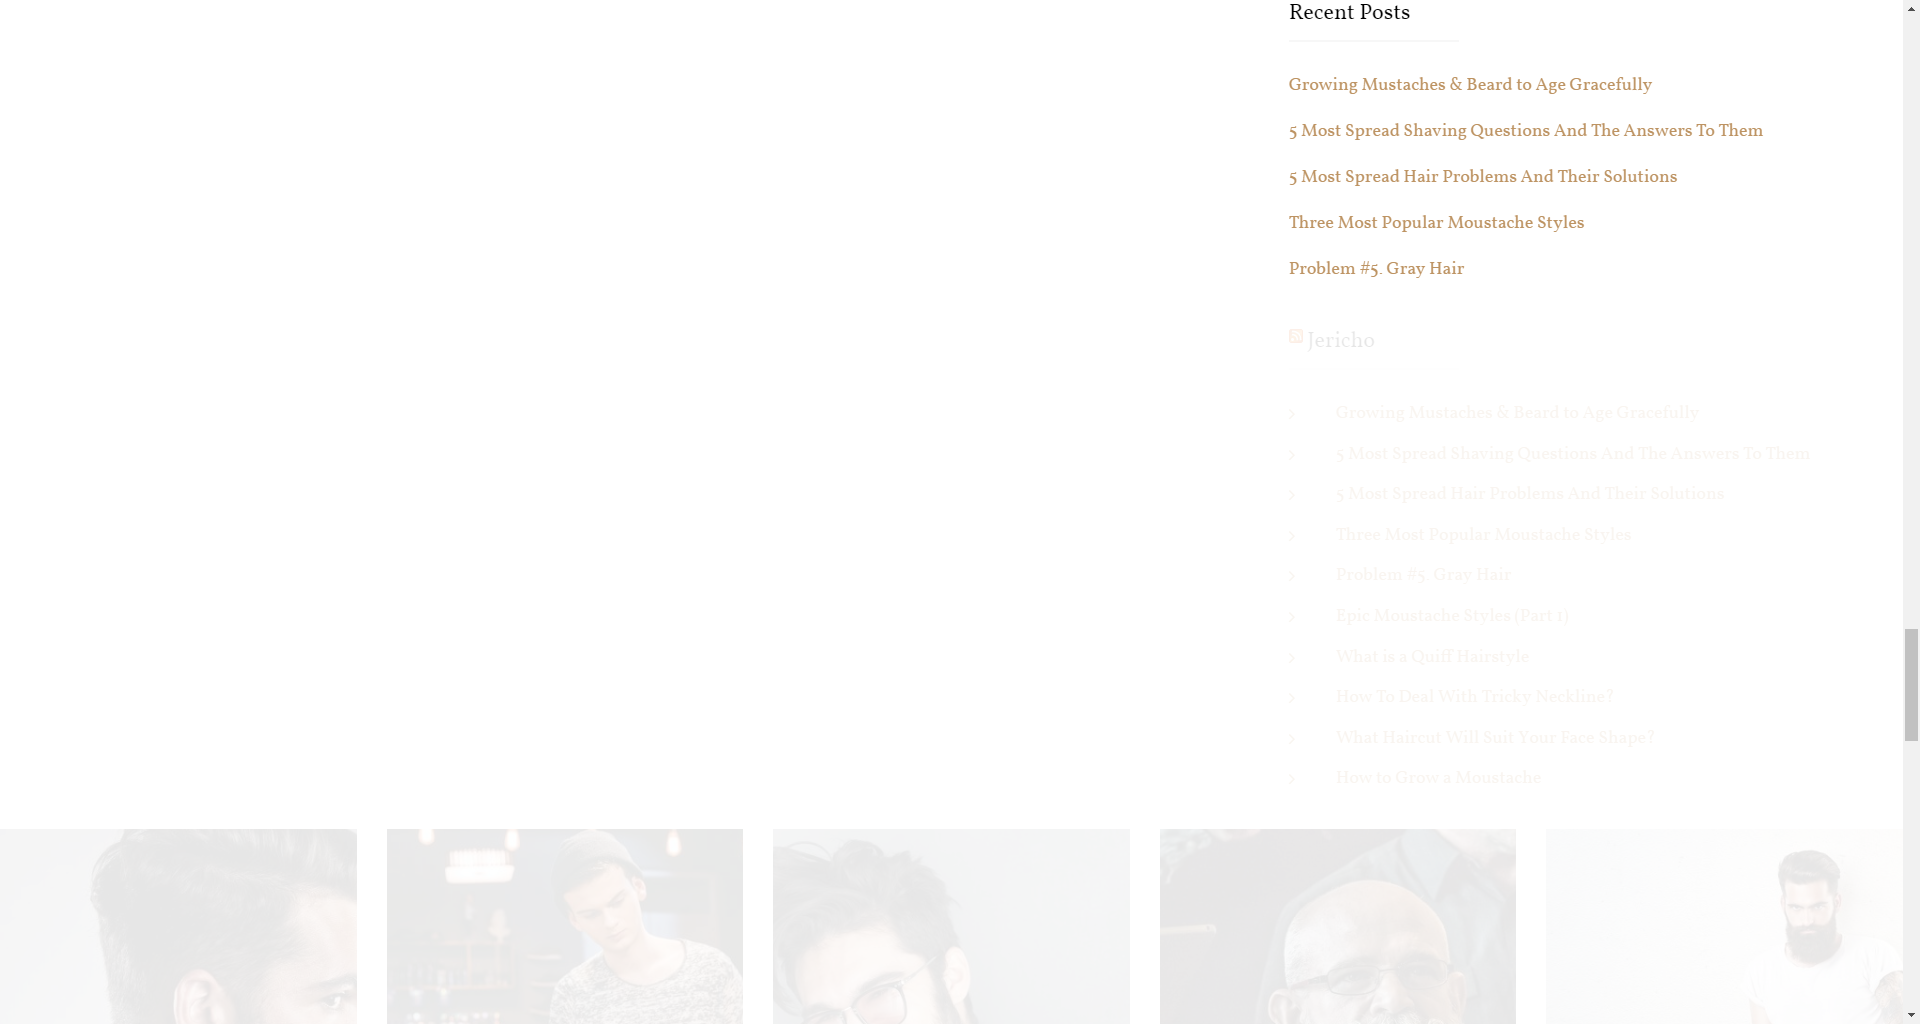 Recent Posts
Growing Mustaches & Beard to Age Gracefully
5 Most Spread Shaving Questions And The Answers To Them
5 Most Spread Hair Problems And Their Solutions
Three Most Popular Moustache Styles
Problem #5. Gray Hair
Jericho
Growing Mustaches & Beard to Age Gracefully
5 Most Spread Shaving Questions And The Answers To Them
5 Most Spread Hair Problems And Their Solutions
Three Most Popular Moustache Styles
Problem #5. Gray Hair
Epic Moustache Styles (Part 1)
What is a Quiff Hairstyle
How To Deal With Tricky Neckline?
What Haircut Will Suit Your Face Shape?
How to Grow a Moustache